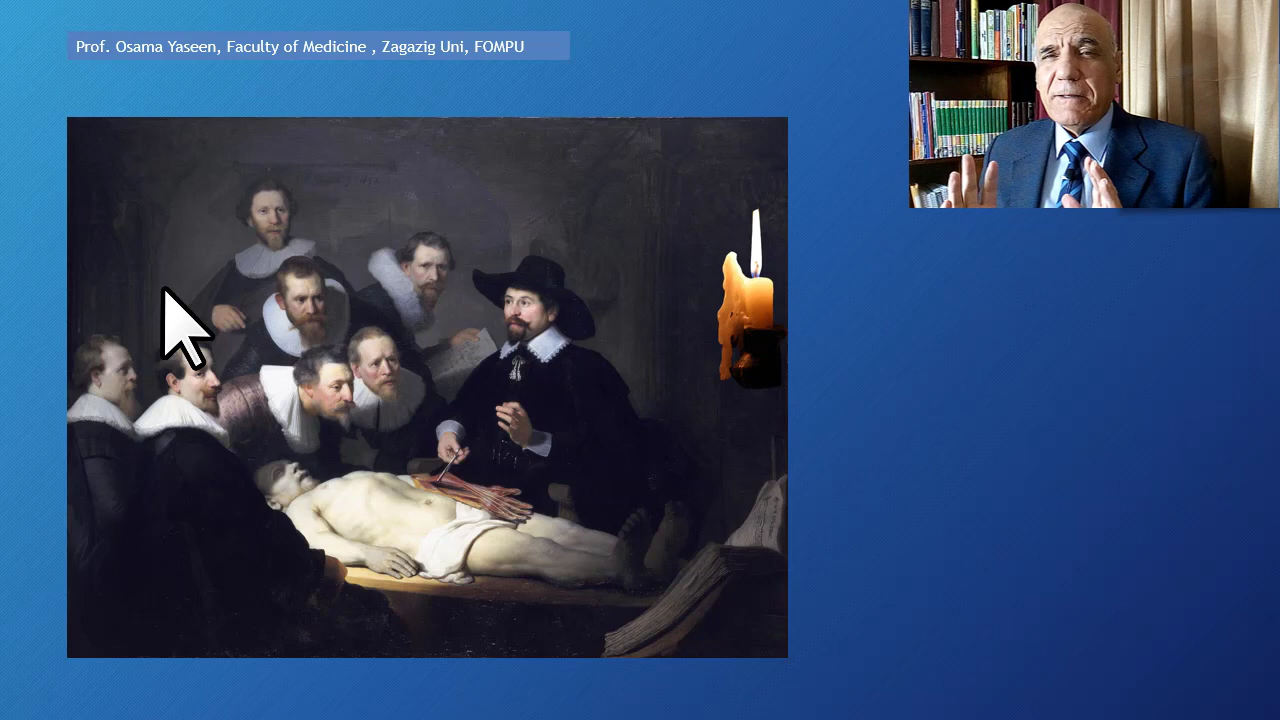 Prof. Osama Yaseen, Faculty of Medicine , Zagazig Uni, FOMPU